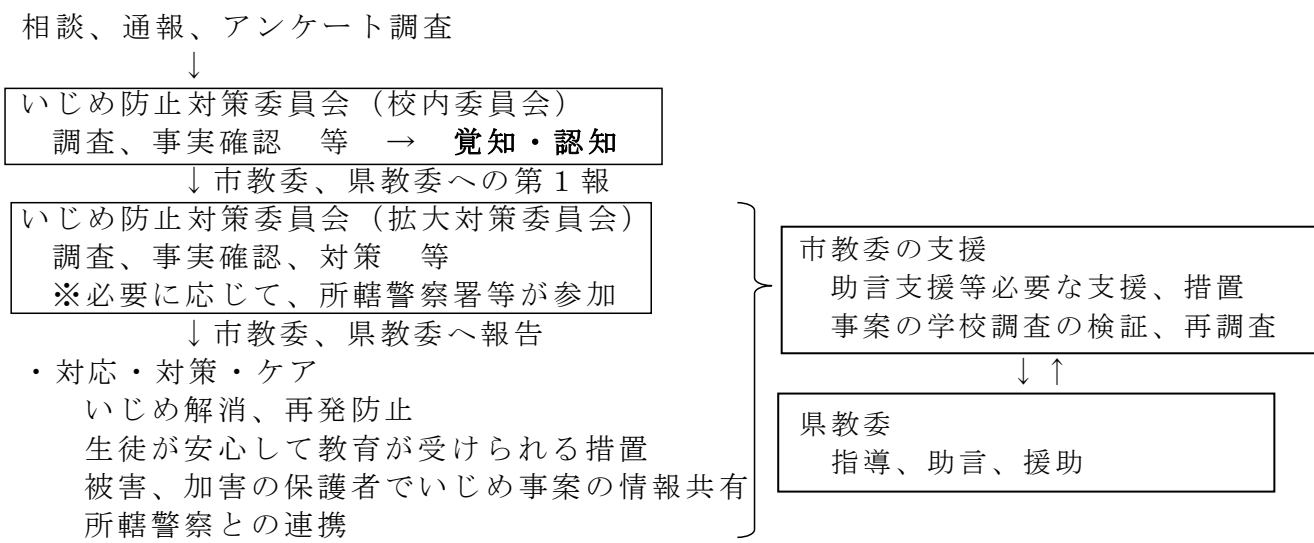 相談、通報、アンケート調査
↓
いじめ防止対策委員会（校内委員会）
調査、事実確認　等　→　覚知・認知
↓市教委、県教委への第１報
いじめ防止対策委員会（拡大対策委員会）
調査、事実確認、対策　等
※必要に応じて、所轄警察署等が参加
↓市教委、県教委へ報告
・対応・対策・ケア
いじめ解消、再発防止
生徒が安心して教育が受けられる措置
被害、加害の保護者でいじめ事案の情報共有
所轄警察との連携
市教委の支援
助言支援等必要な支援、措置
事案の学校調査の検証、再調査
↓↑
県教委
指導、助言、援助